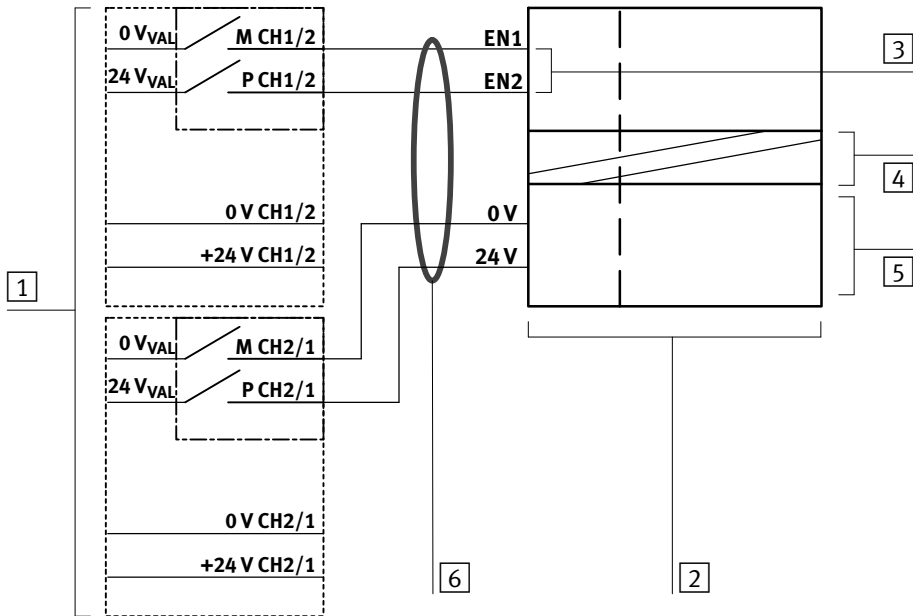 0 VVAL M CH1/2 EN1
24 VVAL P CH1/2 EN2
3
4
0 V CH1/2 0 V
+24 V CH1/2 24 V
5
1
0 VVAL M CH2/1
24 VVAL P CH2/1
0 V CH2/1
+24 V CH2/1
6 2